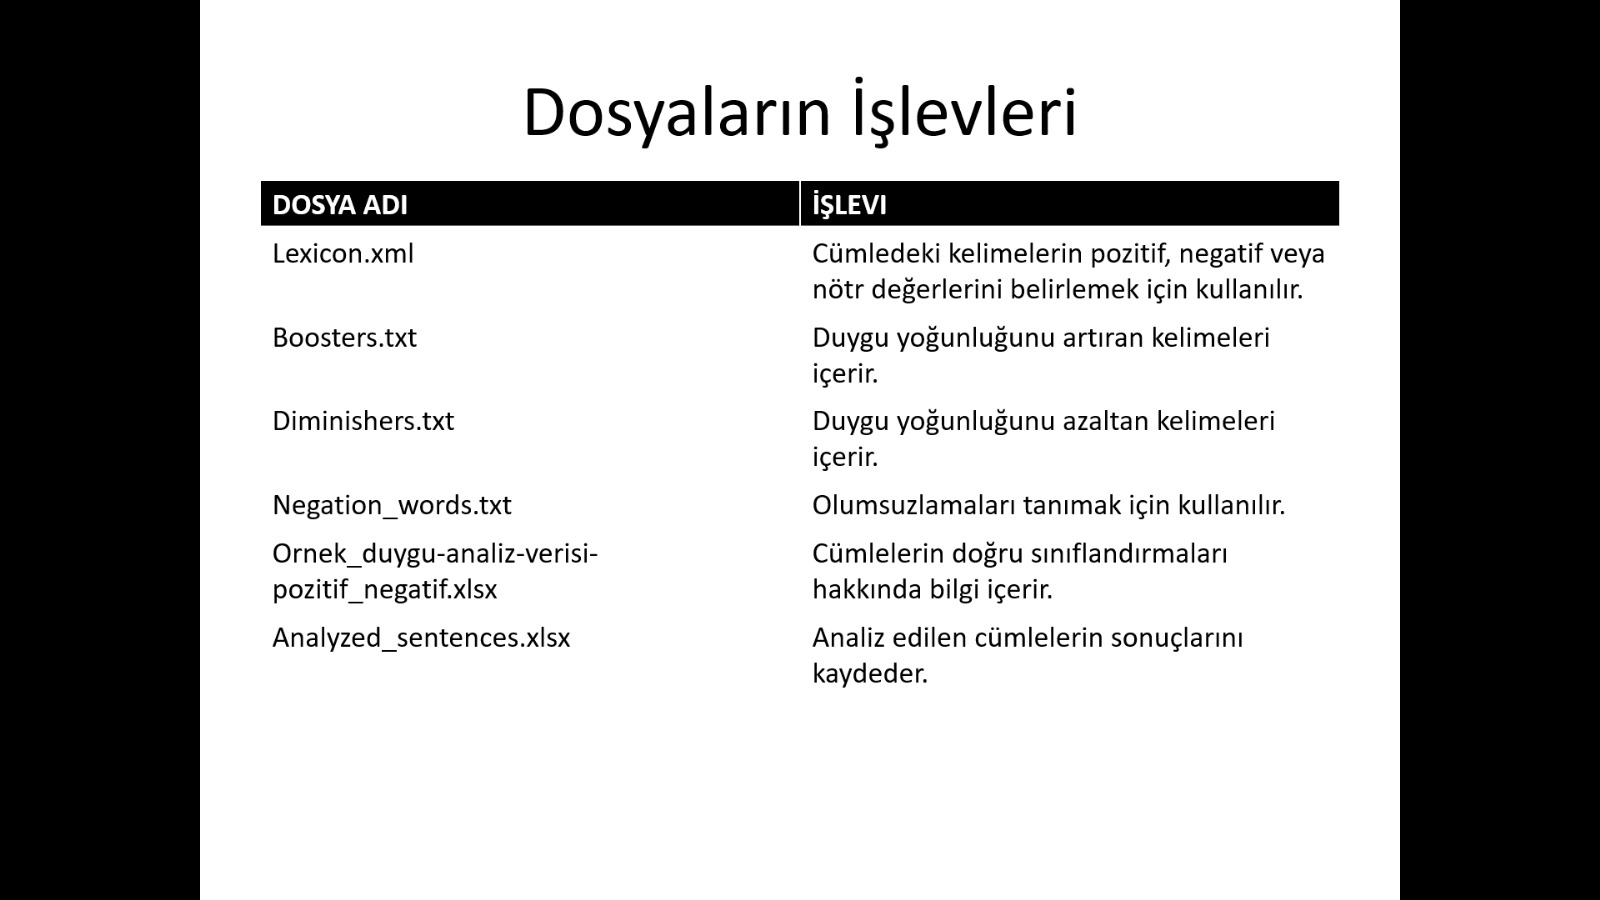 Dosyaların İşlevleri
DOSYA ADI
İŞLEVI
Lexicon.xml
Cümledeki kelimelerin pozitif, negatif veya
nötr değerlerini belirlemek için kullanılır.
Boosters.txt
Duygu yoğunluğunu artıran kelimeleri
içerir.
Diminishers.txt
Duygu yoğunluğunu azaltan kelimeleri
içerir.
Negation_words.txt
Olumsuzlamaları tanımak için kullanılır.
Ornek_duygu-analiz-verisi-
pozitif_negatif.xlsx
Cümlelerin doğru sınıflandırmaları
hakkında bilgi içerir.
Analyzed_sentences.xlsx
Analiz edilen cümlelerin sonuçlarını
kaydeder.